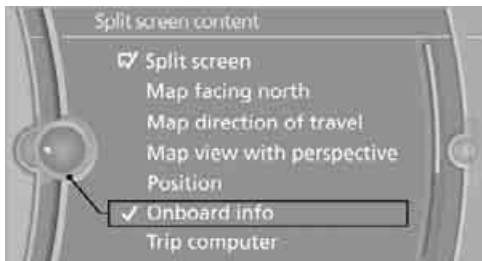 Split screen content
Split screen
Map facing north
Map direction of travel
Map view with perspective
Position
Onboard info
Trip computer